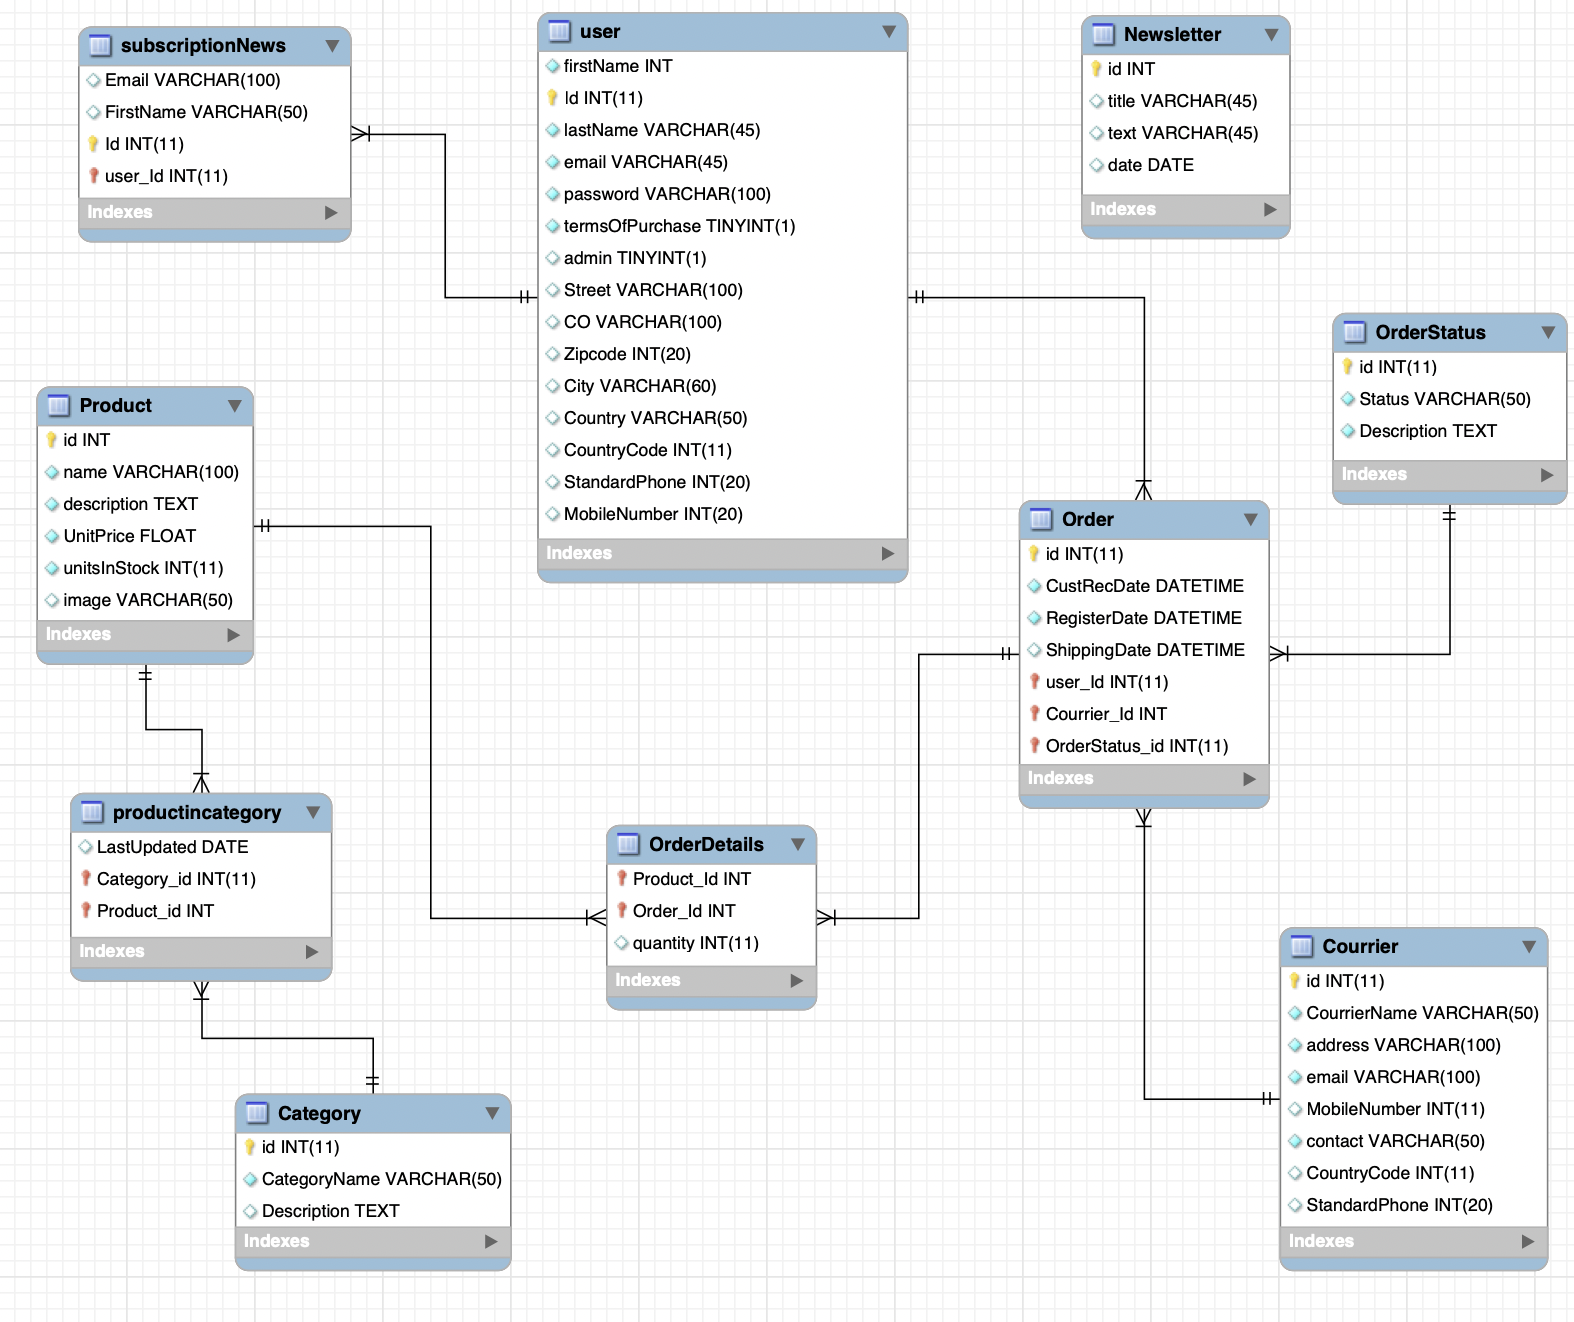 subscriptionNews
Email VARCHAR(100)
FirstName VARCHAR(50)
Id INT(11)
user_Id INT(11)
Indexes
user
firstName INT
Id INT(11)
lastName VARCHAR(45)
email VARCHAR(45)
password VARCHAR(100)
termsOfPurchase TINYINT(1)
admin TINYINT(1)
Street VARCHAR(100)
CO VARCHAR(100)
Zipcode INT(20)
City VARCHAR(60)
Country VARCHAR(50)
CountryCode INT(11)
StandardPhone INT(20)
MobileNumber INT(20)
Indexes
Newsletter
id INT
title VARCHAR(45)
text VARCHAR(45)
date DATE
Indexes
OrderStatus
id INT(11)
Status VARCHAR(50)
Description TEXT
Indexes
Product
id INT
name VARCHAR(100)
description TEXT
UnitPrice FLOAT
unitsInStock INT(11)
image VARCHAR(50)
Indexes
Order
id INT(11)
CustRecDate DATETIME
RegisterDate DATETIME
ShippingDate DATETIME
user_Id INT(11)
Courrier_Id INT
OrderStatus_id INT(11)
Indexes
productincategory
LastUpdated DATE
Category_id INT(11)
Product_id INT
Indexes
OrderDetails
Product_Id INT
Order_Id INT
quantity INT(11)
Indexes
Courrier
id INT(11)
CourrierName VARCHAR(50)
address VARCHAR(100)
email VARCHAR(100)
MobileNumber INT(11)
contact VARCHAR(50)
CountryCode INT(11)
StandardPhone INT(20)
Indexes
Category
id INT(11)
CategoryName VARCHAR(50)
Description TEXT
Indexes